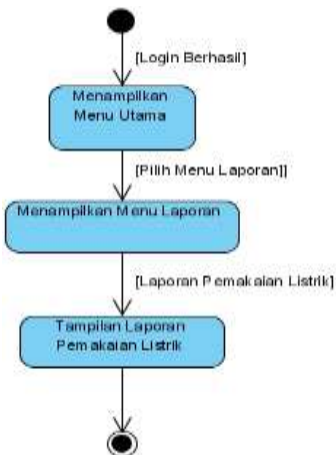 [Login Berhasil]
Menampilkan
Menu Utama
[Pilih Menu Laporan]]
Menampilkan Menu Laporan
[Laporan Pemakaian Listrik]
Tampilan Laporan
Pemakaian Listrik